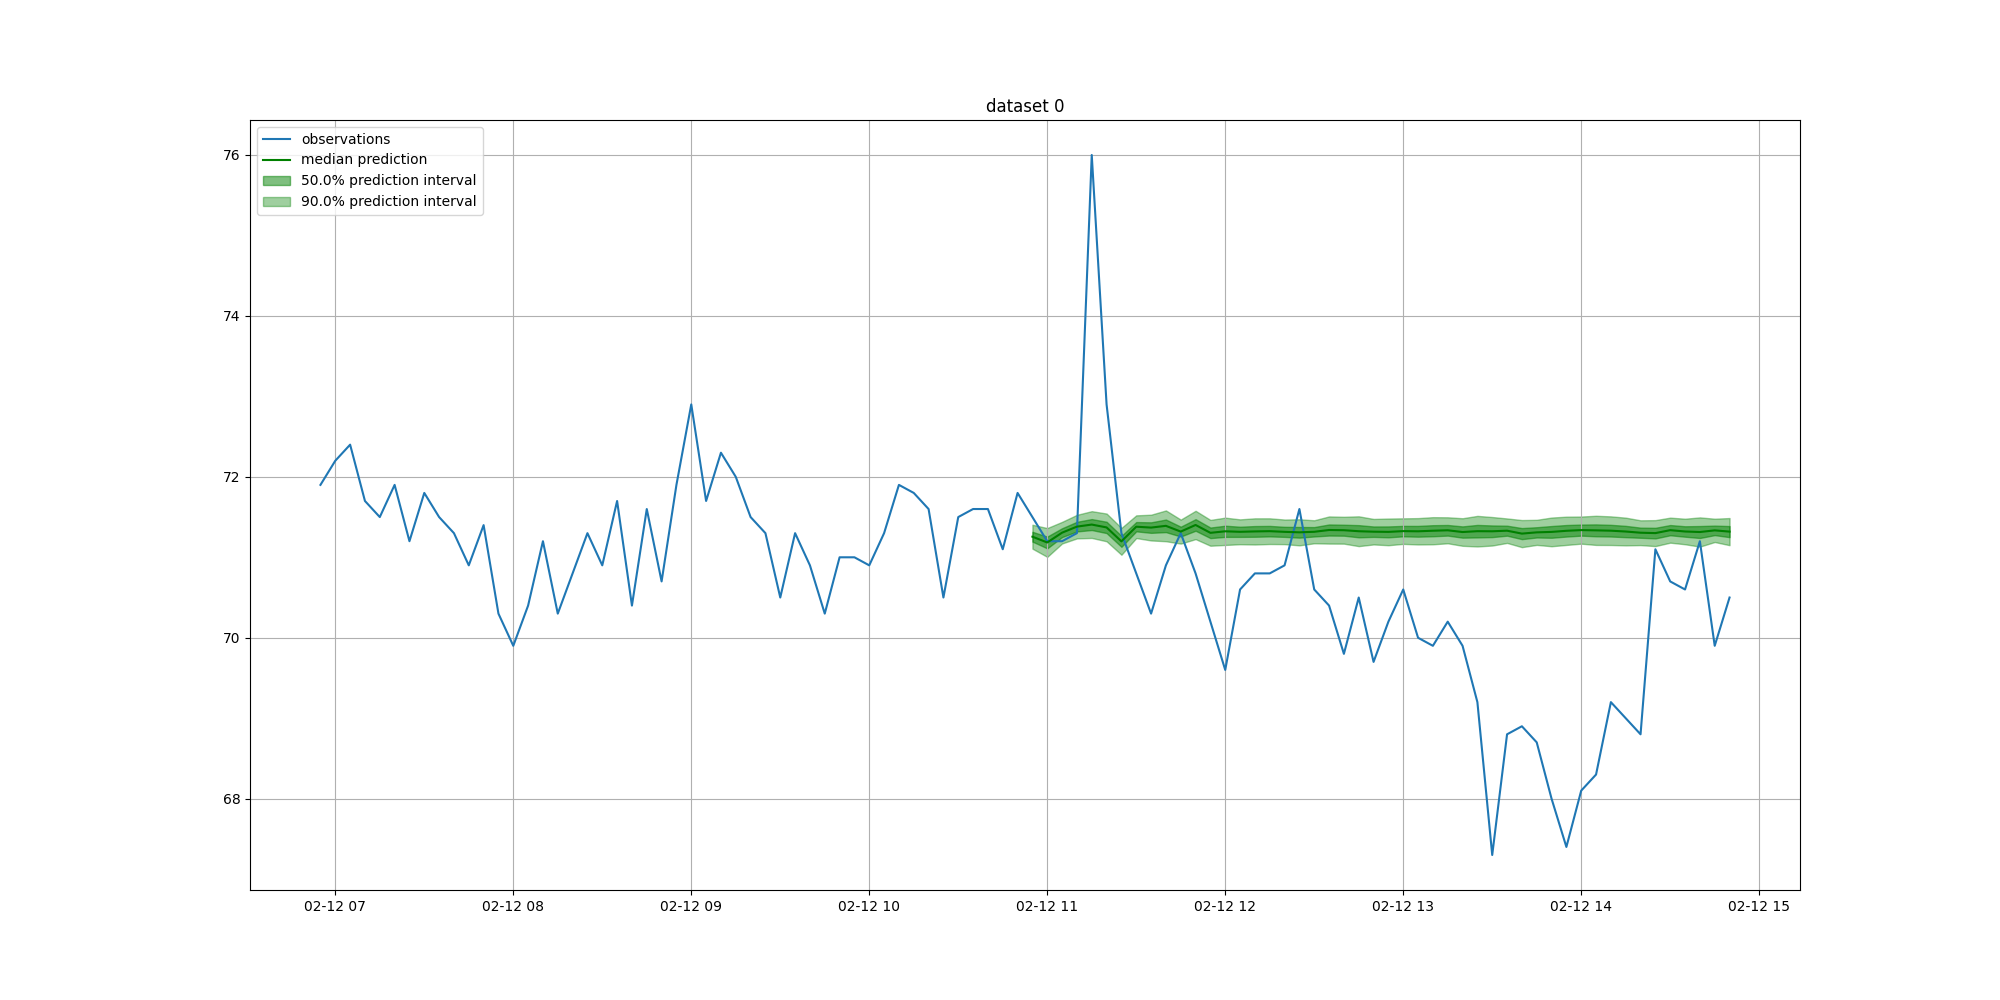 dataset 0
observations
median prediction
50.0% prediction interval
90.0% prediction interval
76
74
72
70
68
02-12 07 02-12 08 02-12 09 02-12 10 02-12 11 02-12 12 02-12 13 02-12 14 02-12 15